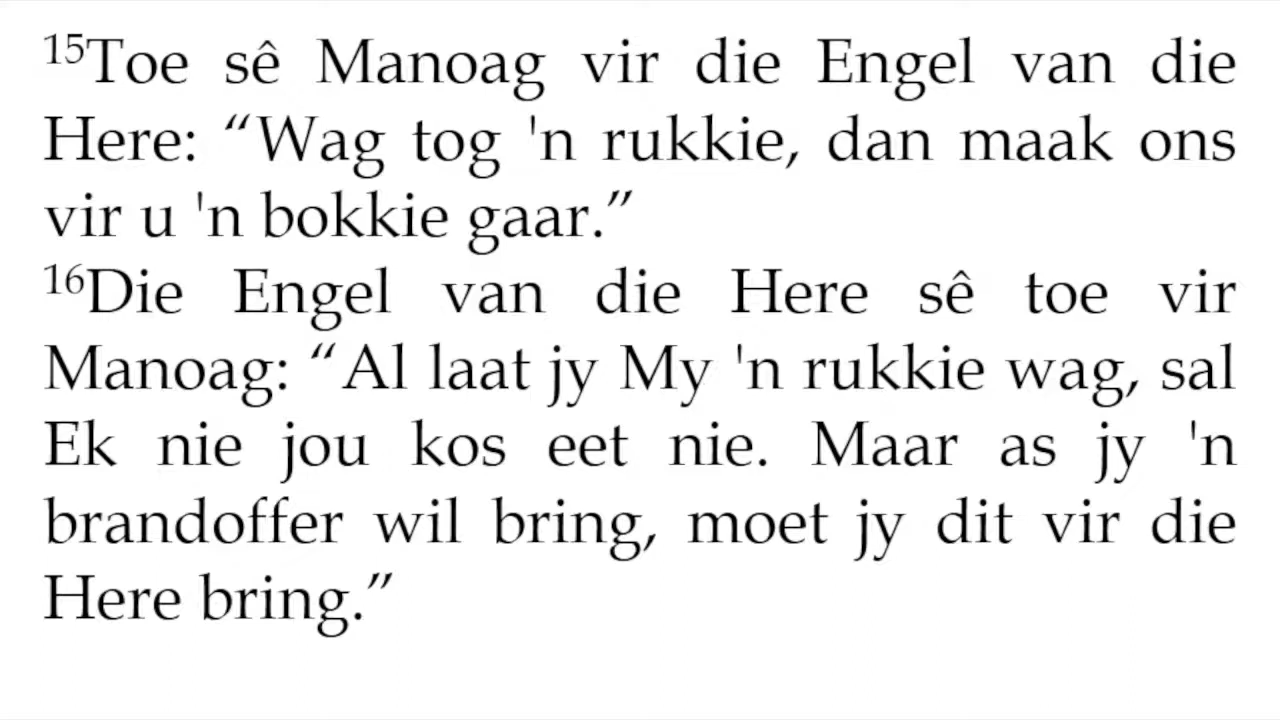 ¹⁵Toe sê Manoag vir die Engel van die
Here: “Wag tog 'n rukkie, dan maak ons
vir u 'n bokkie gaar.”
¹⁶Die Engel van die Here sê toe vir
Manoag: “Al laat jy My 'n rukkie wag, sal
Ek nie jou kos eet nie. Maar as jy 'n
brandoffer wil bring, moet jy dit vir die
Here bring.”